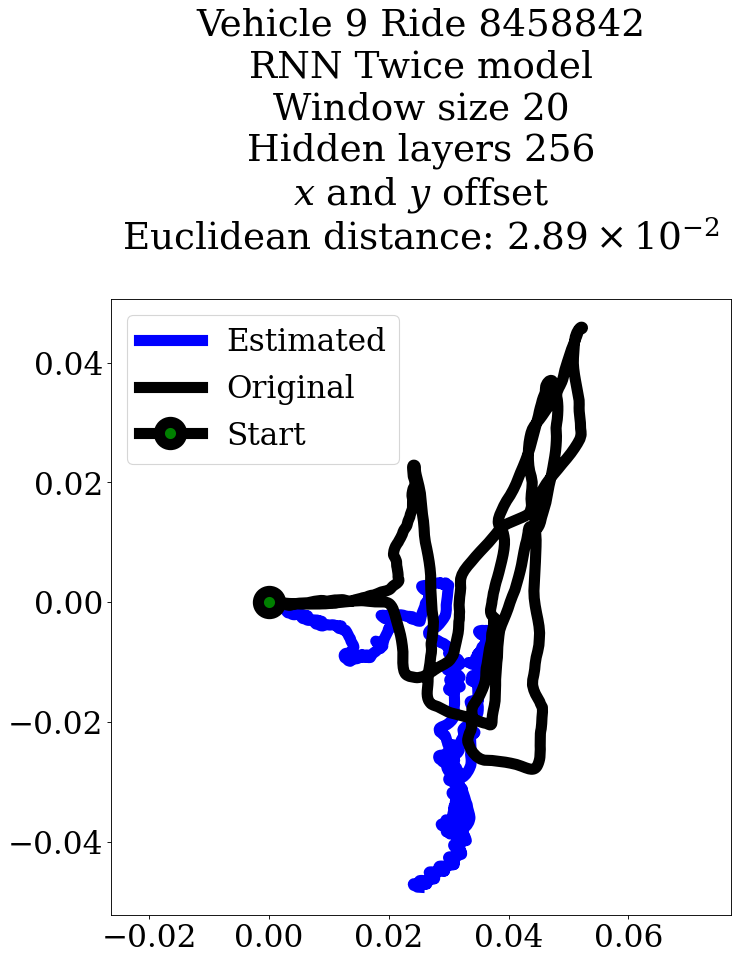 Vehicle 9 Ride 8458842
RNN Twice model
Window size 20
Hidden layers 256
x and y offset
Euclidean distance: 2.89 × 10⁻²
Estimated
Original
Start
0.04
0.02
0.00
−0.02
−0.04
−0.02 0.00 0.02 0.04 0.06